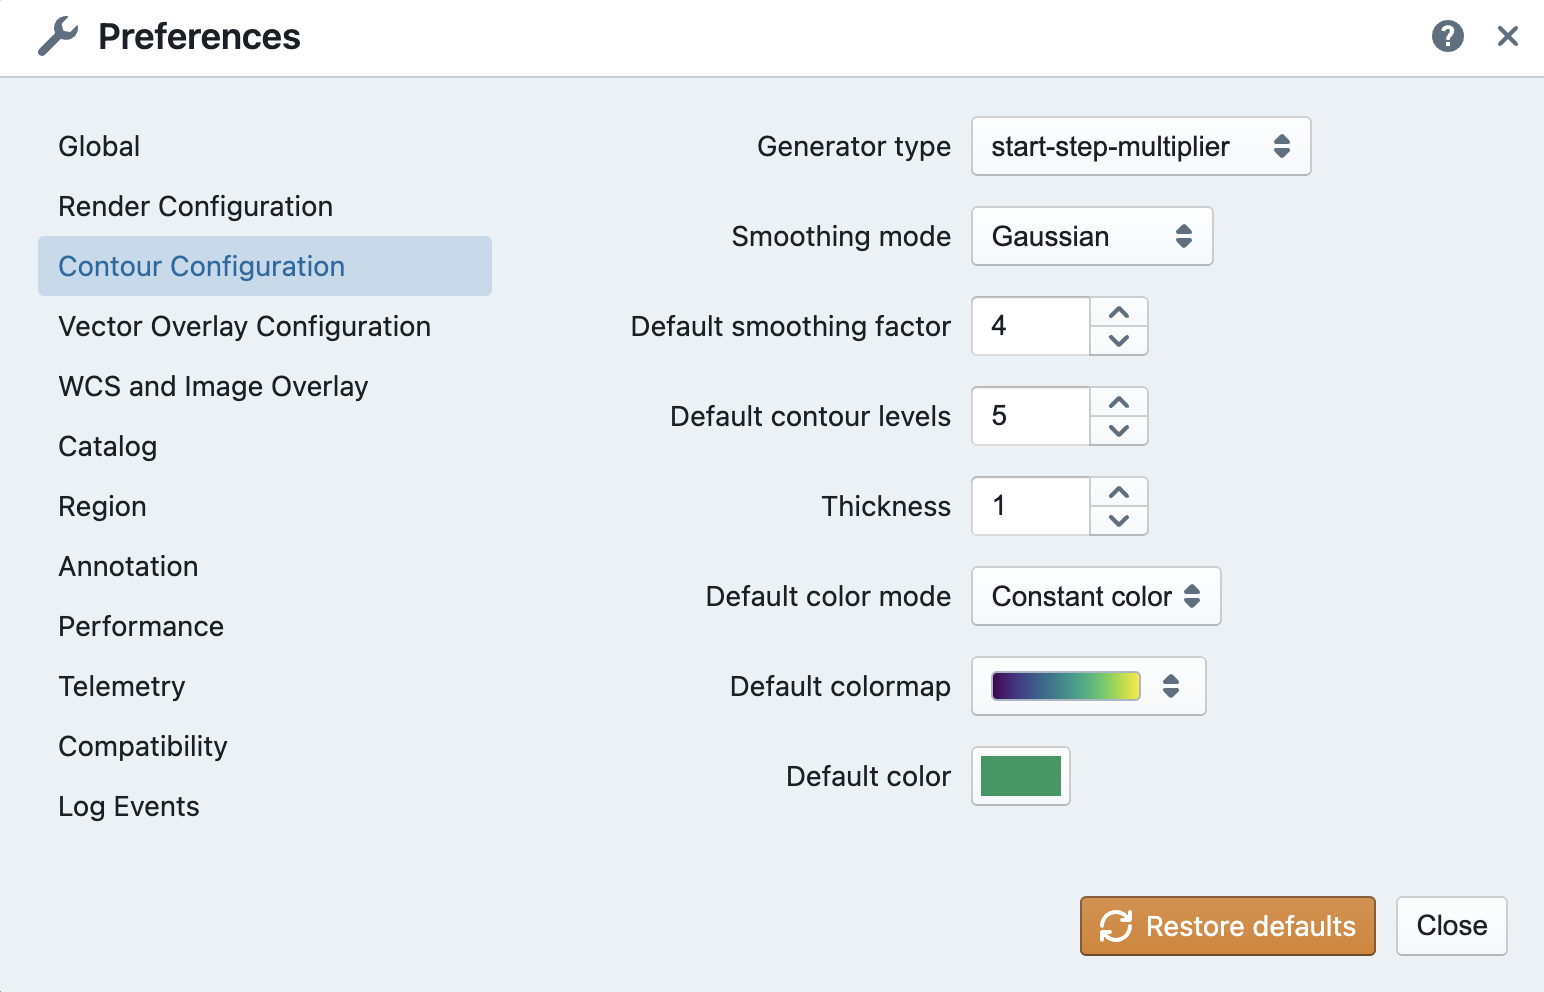 Preferences
Global
Render Configuration
Contour Configuration
Vector Overlay Configuration
WCS and Image Overlay
Catalog
Region
Annotation
Performance
Telemetry
Compatibility
Log Events
Generator type start-step-multiplier
Smoothing mode Gaussian
Default smoothing factor 4
Default contour levels 5
Thickness 1
Default color mode Constant color
Default colormap
Default color
Restore defaults Close